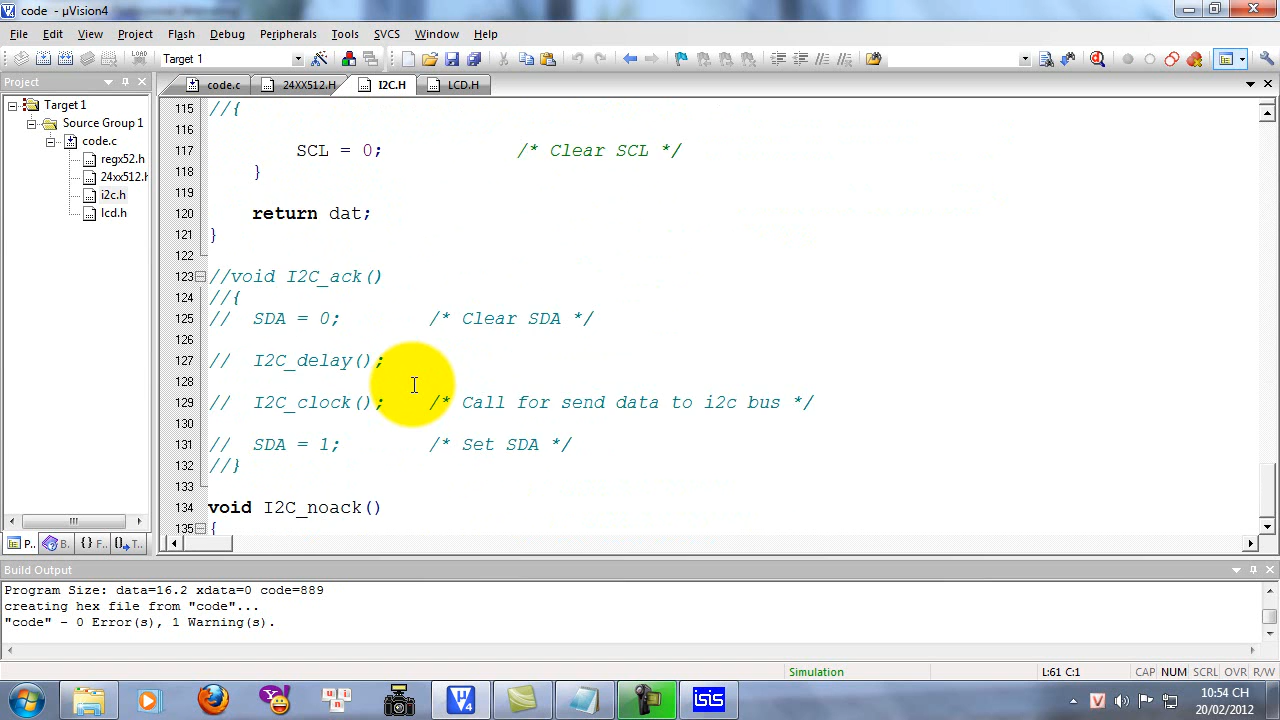 code - µVision4
File Edit View Project Flash Debug Peripherals Tools SVCS Window Help
LOAD Target 1
Project
code.c 24XX512.H I2C.H LCD.H
Target 1
Source Group 1
code.c
regx52.h
24xx512.h
i2c.h
lcd.h
115 //{
116
117 SCL = 0; /* Clear SCL */
118 }
119
120 return dat;
121 }
122
123 //void I2C_ack()
124 //{
125 // SDA = 0; /* Clear SDA */
126
127 // I2C_delay();
128
129 // I2C_clock(); /* Call for send data to i2c bus */
130
131 // SDA = 1; /* Set SDA */
132 //}
133
134 void I2C_noack()
135 {
P.. B. {} F.. T..
Build Output
Program Size: data=16.2 xdata=0 code=889
creating hex file from "code"...
"code" - 0 Error(s), 1 Warning(s).
Simulation L:61 C:1 CAP NUM SCRL OVR R/W
isis V 10:54 CH
20/02/2012